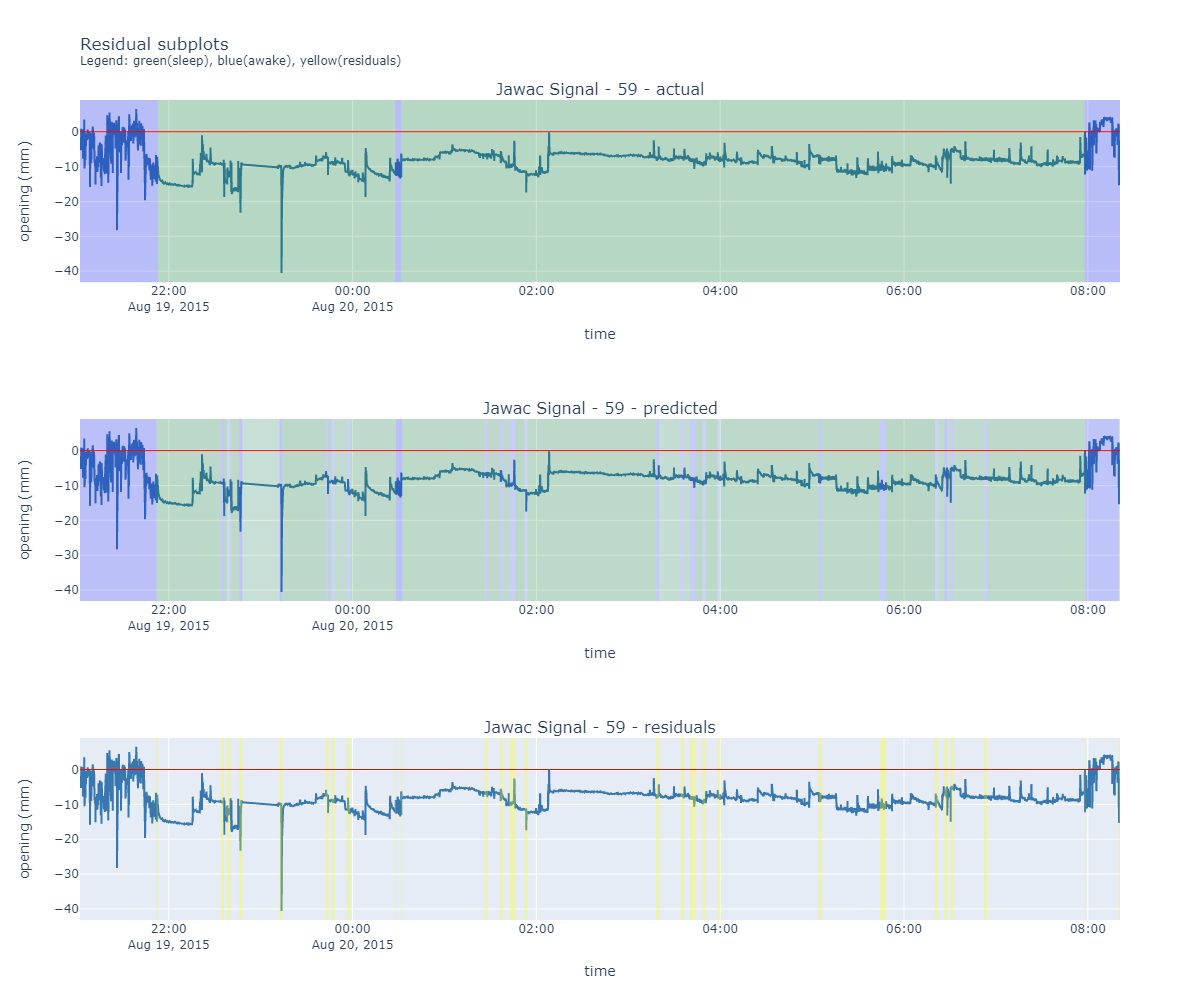 Residual subplots
Legend: green(sleep), blue(awake), yellow(residuals)
Jawac Signal - 59 - actual
opening (mm)
0
−10
−20
−30
−40
22:00 00:00 02:00 04:00 06:00 08:00
Aug 19, 2015 Aug 20, 2015
time
Jawac Signal - 59 - predicted
opening (mm)
0
−10
−20
−30
−40
22:00 00:00 02:00 04:00 06:00 08:00
Aug 19, 2015 Aug 20, 2015
time
Jawac Signal - 59 - residuals
opening (mm)
0
−10
−20
−30
−40
22:00 00:00 02:00 04:00 06:00 08:00
Aug 19, 2015 Aug 20, 2015
time